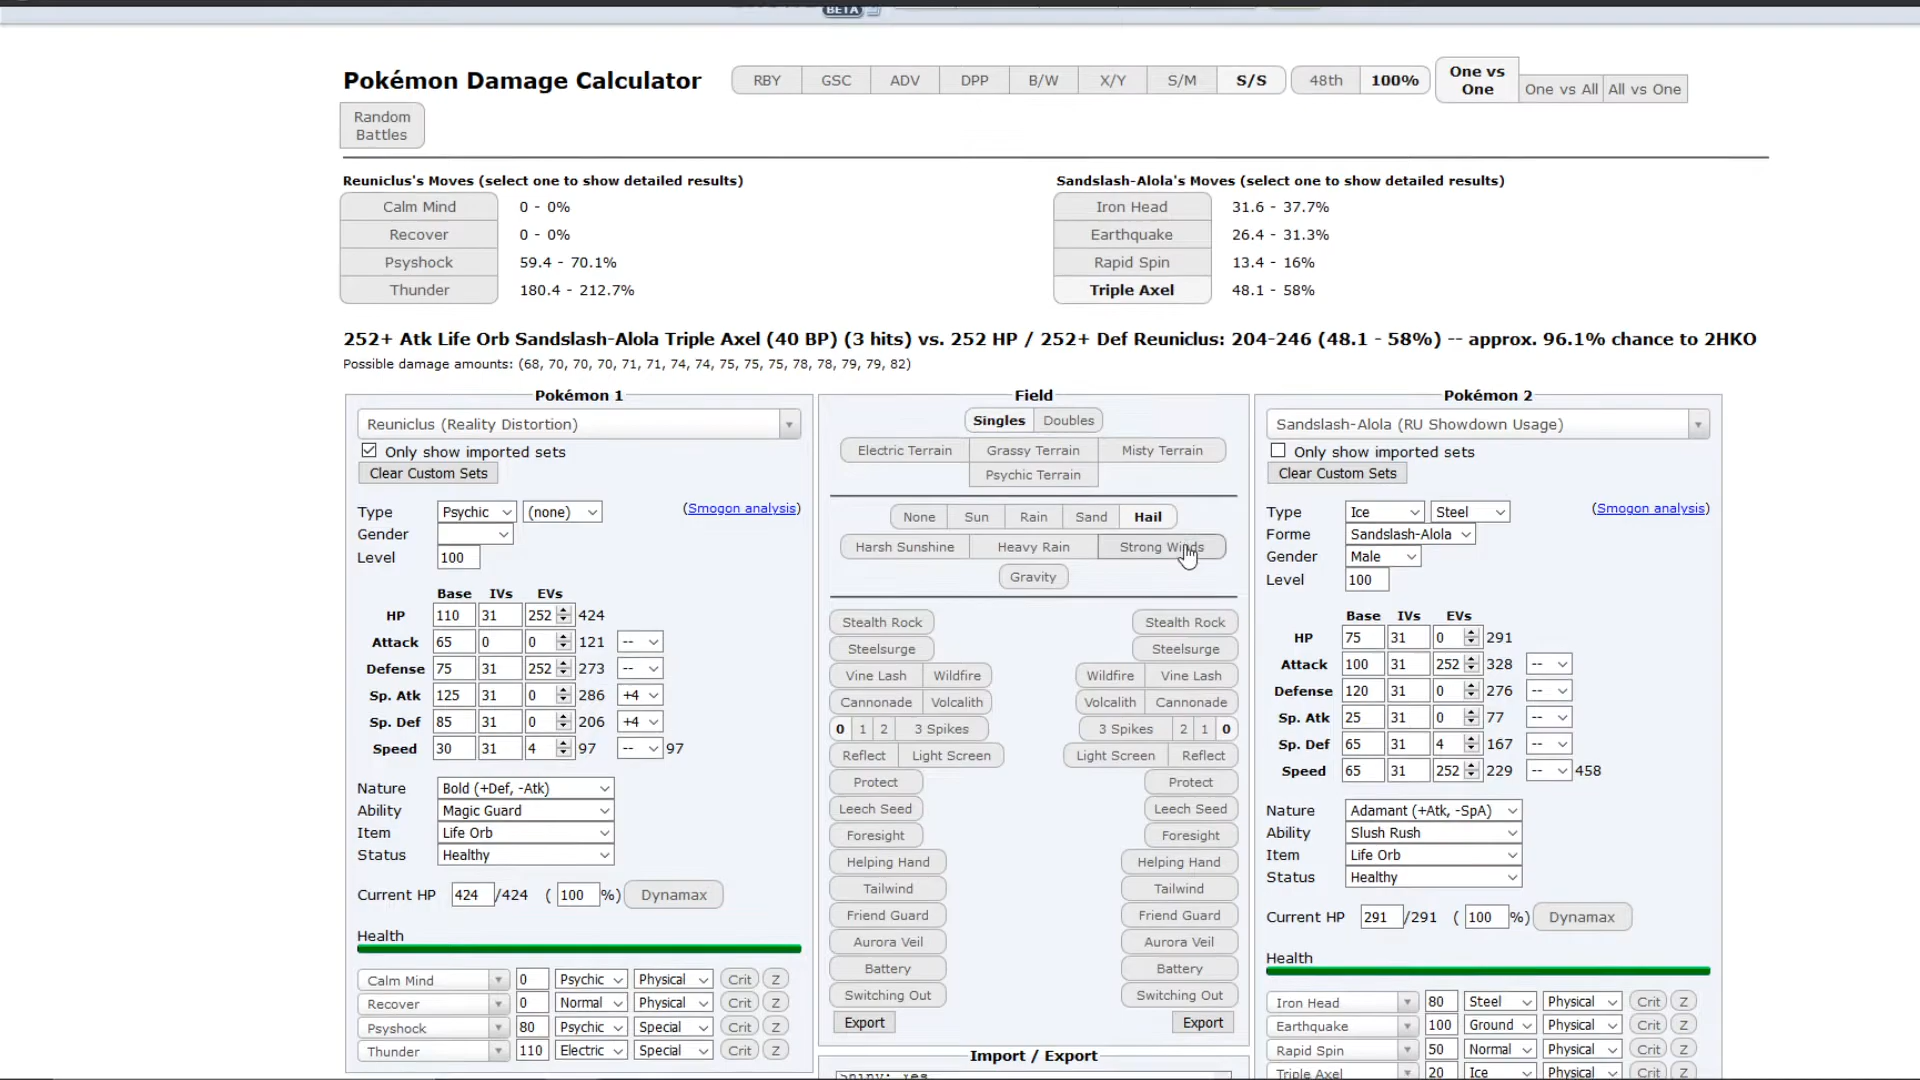 BETA
Pokémon Damage Calculator
RBY GSC ADV DPP B/W X/Y S/M S/S 48th 100% One vs One One vs All All vs One
Random Battles
Reuniclus's Moves (select one to show detailed results)
Calm Mind 0 - 0%
Recover 0 - 0%
Psyshock 59.4 - 70.1%
Thunder 180.4 - 212.7%
Sandslash-Alola's Moves (select one to show detailed results)
Iron Head 31.6 - 37.7%
Earthquake 26.4 - 31.3%
Rapid Spin 13.4 - 16%
Triple Axel 48.1 - 58%
252+ Atk Life Orb Sandslash-Alola Triple Axel (40 BP) (3 hits) vs. 252 HP / 252+ Def Reuniclus: 204-246 (48.1 - 58%) -- approx. 96.1% chance to 2HKO
Possible damage amounts: (68, 70, 70, 70, 71, 71, 74, 74, 75, 75, 75, 78, 78, 79, 79, 82)
Pokémon 1
Reuniclus (Reality Distortion)
Only show imported sets
Clear Custom Sets
Type Psychic (none) (Smogon analysis)
Gender
Level 100
Base IVs EVs
HP 110 31 252 424
Attack 65 0 0 121 --
Defense 75 31 252 273 --
Sp. Atk 125 31 0 286 +4
Sp. Def 85 31 0 206 +4
Speed 30 31 4 97 -- 97
Nature Bold (+Def, -Atk)
Ability Magic Guard
Item Life Orb
Status Healthy
Current HP 424 /424 ( 100 %) Dynamax
Health
Calm Mind 0 Psychic Physical Crit Z
Recover 0 Normal Physical Crit Z
Psyshock 80 Psychic Special Crit Z
Thunder 110 Electric Special Crit Z
Field
Singles Doubles
Electric Terrain Grassy Terrain Misty Terrain
Psychic Terrain
None Sun Rain Sand Hail
Harsh Sunshine Heavy Rain Strong Winds
Gravity
Stealth Rock Stealth Rock
Steelsurge Steelsurge
Vine Lash Wildfire Wildfire Vine Lash
Cannonade Volcalith Volcalith Cannonade
0 1 2 3 Spikes 3 Spikes 2 1 0
Reflect Light Screen Light Screen Reflect
Protect Protect
Leech Seed Leech Seed
Foresight Foresight
Helping Hand Helping Hand
Tailwind Tailwind
Friend Guard Friend Guard
Aurora Veil Aurora Veil
Battery Battery
Switching Out Switching Out
Export Export
Import / Export
Shiny: Yes
Pokémon 2
Sandslash-Alola (RU Showdown Usage)
Only show imported sets
Clear Custom Sets
Type Ice Steel (Smogon analysis)
Forme Sandslash-Alola
Gender Male
Level 100
Base IVs EVs
HP 75 31 0 291
Attack 100 31 252 328 --
Defense 120 31 0 276 --
Sp. Atk 25 31 0 77 --
Sp. Def 65 31 4 167 --
Speed 65 31 252 229 -- 458
Nature Adamant (+Atk, -SpA)
Ability Slush Rush
Item Life Orb
Status Healthy
Current HP 291 /291 ( 100 %) Dynamax
Health
Iron Head 80 Steel Physical Crit Z
Earthquake 100 Ground Physical Crit Z
Rapid Spin 50 Normal Physical Crit Z
Triple Axel 20 Ice Physical Crit Z